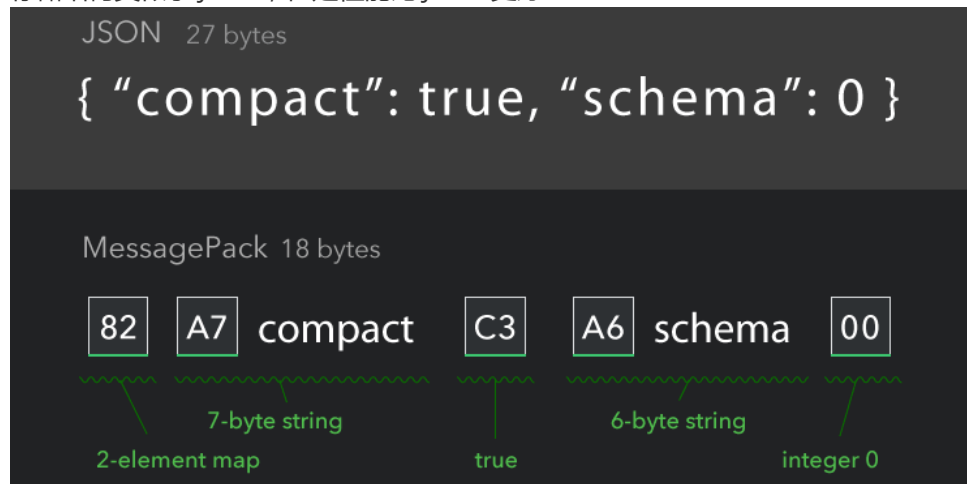 JSON 27 bytes
{ “compact”: true, “schema”: 0 }
MessagePack 18 bytes
82 A7 compact C3 A6 schema 00
7-byte string 6-byte string
2-element map true integer 0